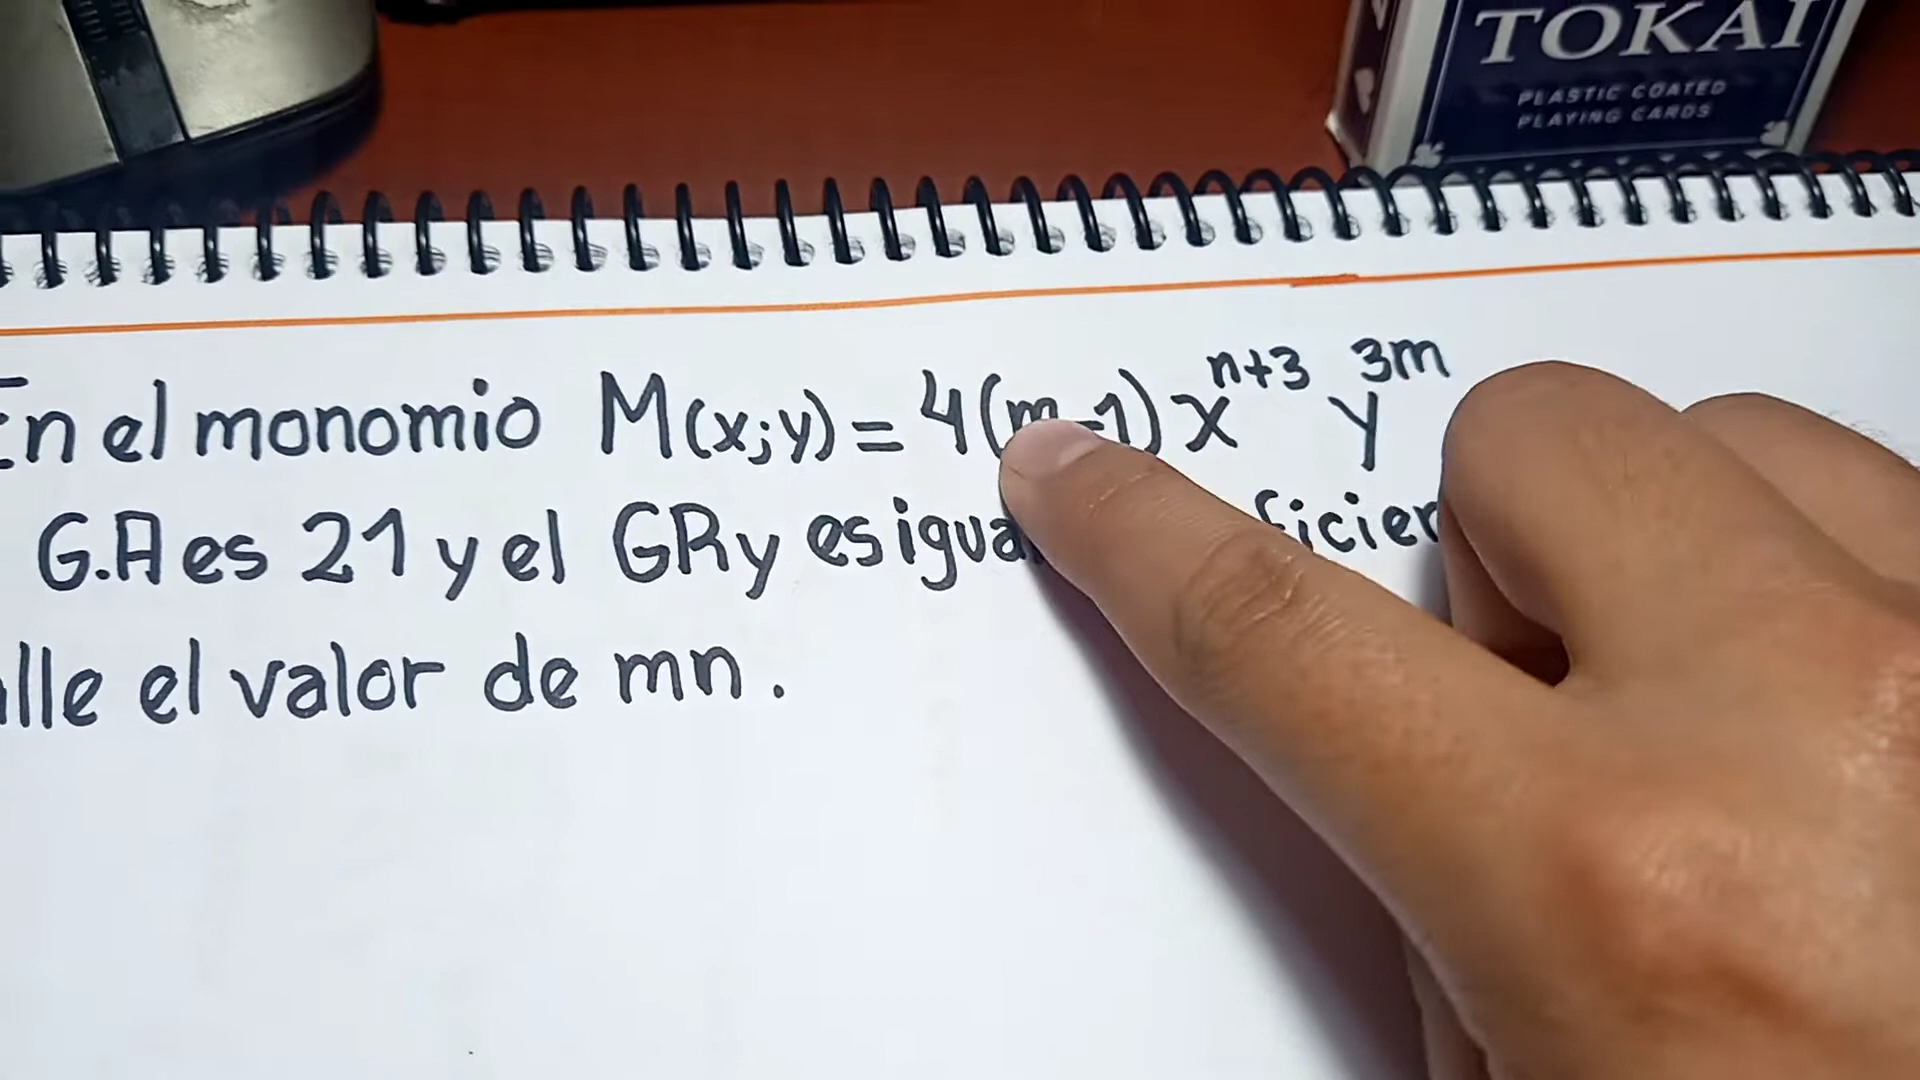 TOKAI
PLASTIC COATED
PLAYING CARDS
En el monomio M(x;y) = 4(m-1) x^{n+3} y^{3m}
G.A es 21 y el GRy es igua ficien
lle el valor de mn.